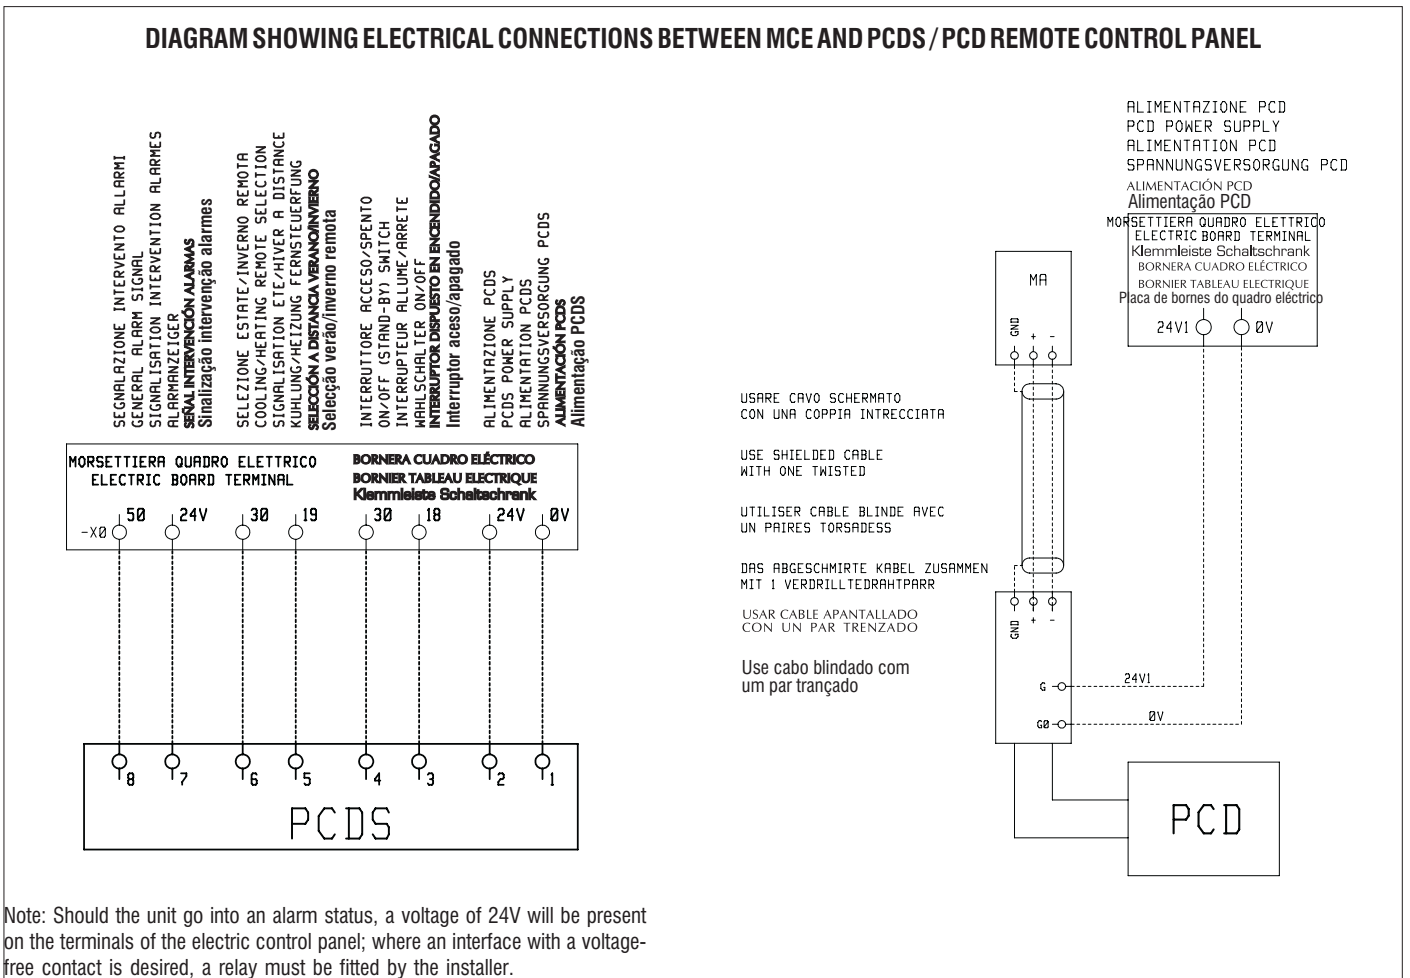 DIAGRAM SHOWING ELECTRICAL CONNECTIONS BETWEEN MCE AND PCDS / PCD REMOTE CONTROL PANEL
SEGNALAZIONE INTERVENTO ALLARMI
GENERAL ALARM SIGNAL
SIGNALISATION INTERVENTION ALARMES
ALARMANZEIGER
SEÑAL INTERVENCIÓN ALARMAS
Sinalização intervenção alarmes
SELEZIONE ESTATE/INVERNO REMOTA
COOLING/HEATING REMOTE SELECTION
SIGNALISATION ETE/HIVER A DISTANCE
KUHLUNG/HEIZUNG FERNSTEUERFUNG
SELECCIÓN A DISTANCIA VERANO/INVIERNO
Selecção verão/inverno remota
INTERRUTTORE ACCESO/SPENTO
ON/OFF (STAND-BY) SWITCH
INTERRUPTEUR ALLUME/ARRETE
WAHLSCHALTER ON/OFF
INTERRUPTOR DISPUESTO EN ENCENDIDO/APAGADO
Interruptor aceso/apagado
ALIMENTAZIONE PCDS
PCDS POWER SUPPLY
ALIMENTATION PCDS
SPANNUNGSVERSORGUNG PCDS
ALIMENTACIÓN PCDS
Alimentação PCDS
MORSETTIERA QUADRO ELETTRICO
ELECTRIC BOARD TERMINAL
BORNERA CUADRO ELÉCTRICO
BORNIER TABLEAU ELECTRIQUE
Klemmleiste Schaltschrank
50 24V 30 19 30 18 24V 0V
-X0
8 7 6 5 4 3 2 1
PCDS
Note: Should the unit go into an alarm status, a voltage of 24V will be present
on the terminals of the electric control panel; where an interface with a voltage-
free contact is desired, a relay must be fitted by the installer.
USARE CAVO SCHERMATO
CON UNA COPPIA INTRECCIATA
USE SHIELDED CABLE
WITH ONE TWISTED
UTILISER CABLE BLINDE AVEC
UN PAIRES TORSADESS
DAS ABGESCHMIRTE KABEL ZUSAMMEN
MIT 1 VERDRILLTEDRAHTPARR
USAR CABLE APANTALLADO
CON UN PAR TRENZADO
Use cabo blindado com
um par trançado
MA
GND + -
GND + -
G
G0
24V1
0V
PCD
ALIMENTAZIONE PCD
PCD POWER SUPPLY
ALIMENTATION PCD
SPANNUNGSVERSORGUNG PCD
ALIMENTACIÓN PCD
Alimentação PCD
MORSETTIERA QUADRO ELETTRICO
ELECTRIC BOARD TERMINAL
Klemmleiste Schaltschrank
BORNERA CUADRO ELÉCTRICO
BORNIER TABLEAU ELECTRIQUE
Placa de bornes do quadro eléctrico
24V1 0V